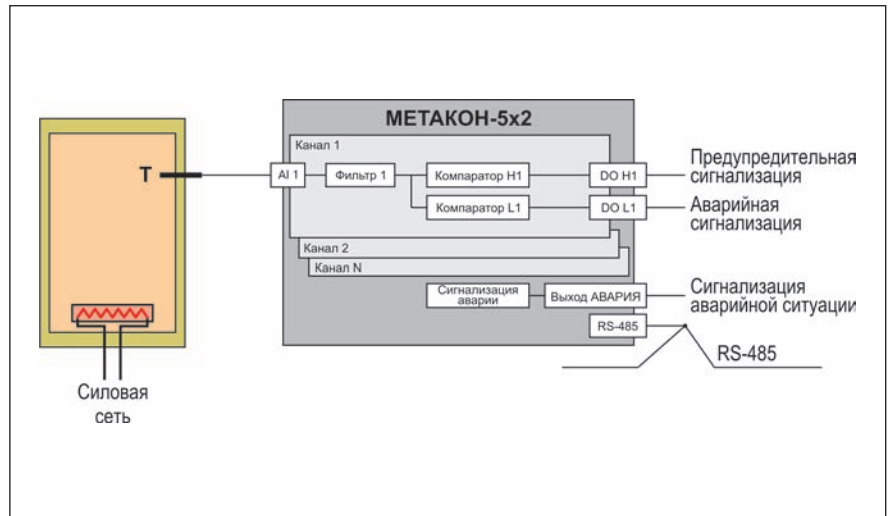 МЕТАКОН-5х2
Канал 1
T
AI 1
Фильтр 1
Компаратор H1
DO H1
Предупредительная
сигнализация
Компаратор L1
DO L1
Аварийная
сигнализация
Канал 2
Канал N
Сигнализация
аварии
Выход АВАРИЯ
Сигнализация
аварийной ситуации
RS-485
RS-485
Силовая
сеть